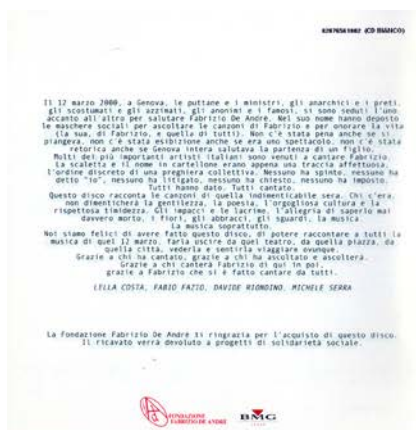 82876561002 (CD BIANCO)
Il 12 marzo 2000, a Genova, le puttane e i ministri, gli anarchici e i preti,
gli scostumati e gli azzimati, gli anonimi e i famosi, si sono seduti l'uno
accanto all'altro per salutare Fabrizio De André. Nel suo nome hanno deposto
le maschere sociali per ascoltare le canzoni di Fabrizio e per onorare la vita
(la sua, di Fabrizio, e quella di tutti). Non c'è stata pena anche se si
piangeva, non c'è stata esibizione anche se era uno spettacolo, non c'è stata
retorica anche se Genova intera salutava la partenza di un figlio.
Molti dei più importanti artisti italiani sono venuti a cantare Fabrizio.
La scaletta e il nome in cartellone erano appena una traccia affettuosa,
l'ordine discreto di una preghiera collettiva. Nessuno ha spinto, nessuno ha
detto "io", nessuno ha litigato, nessuno ha chiesto, nessuno ha imposto.
Tutti hanno dato. Tutti cantato.
Questo disco racconta le canzoni di quella indimenticabile sera. Chi c'era,
non dimenticherà la gentilezza, la poesia, l'orgogliosa cultura e la
rispettosa timidezza. Gli impacci e le lacrime, l'allegria di saperlo mai
davvero morto, i fiori, gli abbracci, gli sguardi, la musica.
La musica soprattutto.
Noi siamo felici di avere fatto questo disco, di potere raccontare a tutti la
musica di quel 12 marzo, farla uscire da quel teatro, da quella piazza, da
quella città, vederla e sentirla viaggiare ovunque.
Grazie a chi ha cantato, grazie a chi ha ascoltato e ascolterà.
Grazie a chi canterà Fabrizio di qui in poi,
grazie a Fabrizio che si è fatto cantare da tutti.
LELLA COSTA, FABIO FAZIO, DAVIDE RIONDINO, MICHELE SERRA
La Fondazione Fabrizio De André ti ringrazia per l'acquisto di questo disco.
Il ricavato verrà devoluto a progetti di solidarietà sociale.
FONDAZIONE
FABRIZIO DE ANDRÉ
BMG